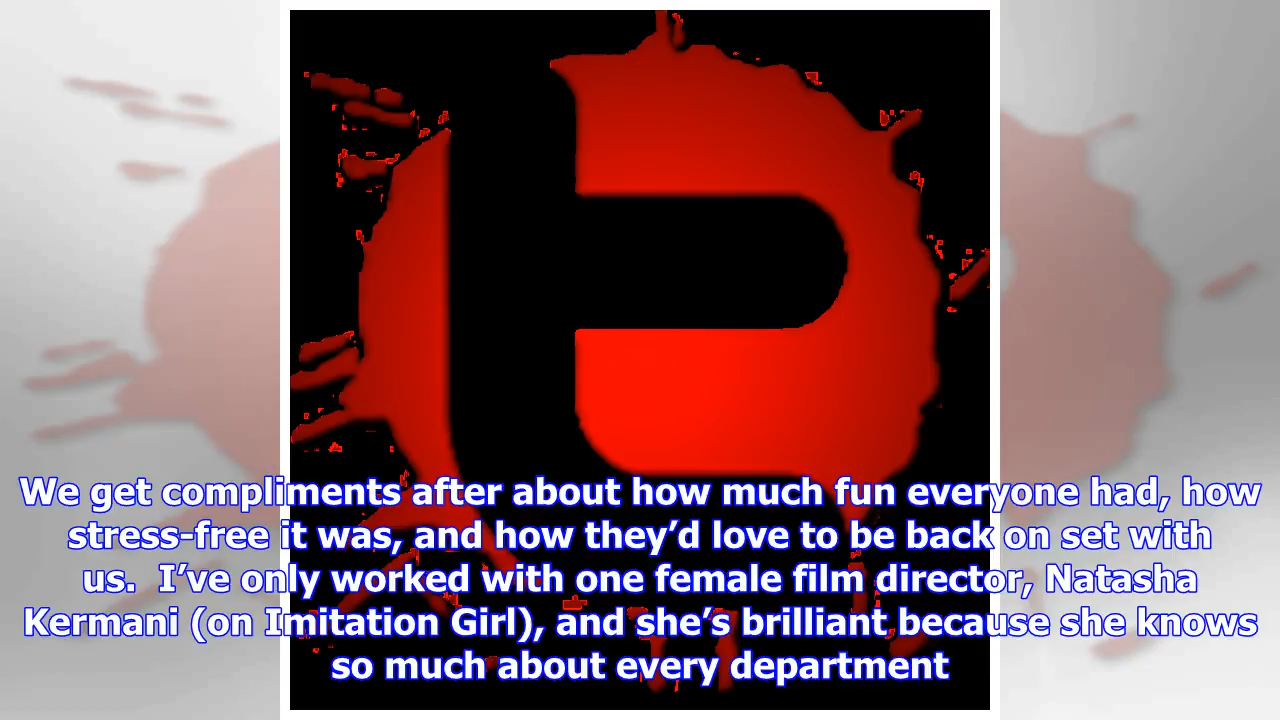 We get compliments after about how much fun everyone had, how
stress-free it was, and how they’d love to be back on set with
us.  I’ve only worked with one female film director, Natasha
Kermani (on Imitation Girl), and she’s brilliant because she knows
so much about every department